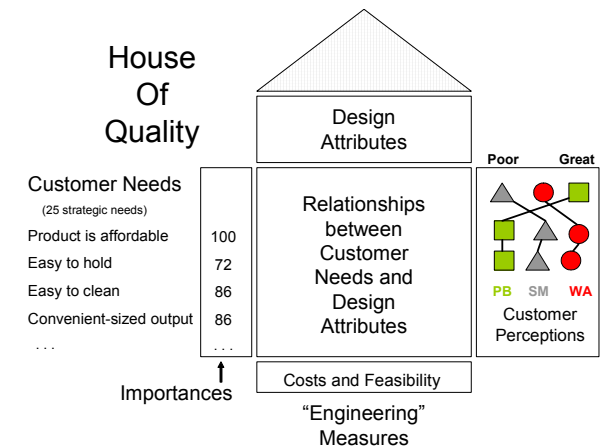 House
Of
Quality
Design
Attributes
Poor Great
Customer Needs
(25 strategic needs)
Product is affordable 100
Easy to hold 72
Easy to clean 86
Convenient-sized output 86
. . . . . .
Relationships
between
Customer
Needs and
Design
Attributes
PB SM WA
Customer
Perceptions
Importances
Costs and Feasibility
“Engineering”
Measures